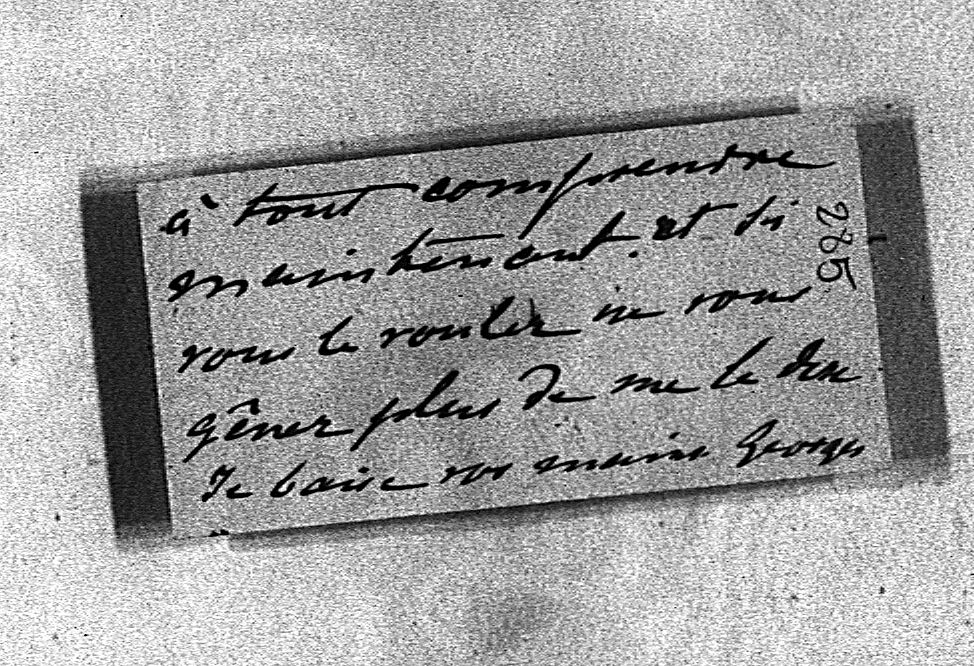 à tout comprendre
maintenant. et si
vous le voulez ne vous
gêner plus de me le dire
Je baise vos mains Georges
285